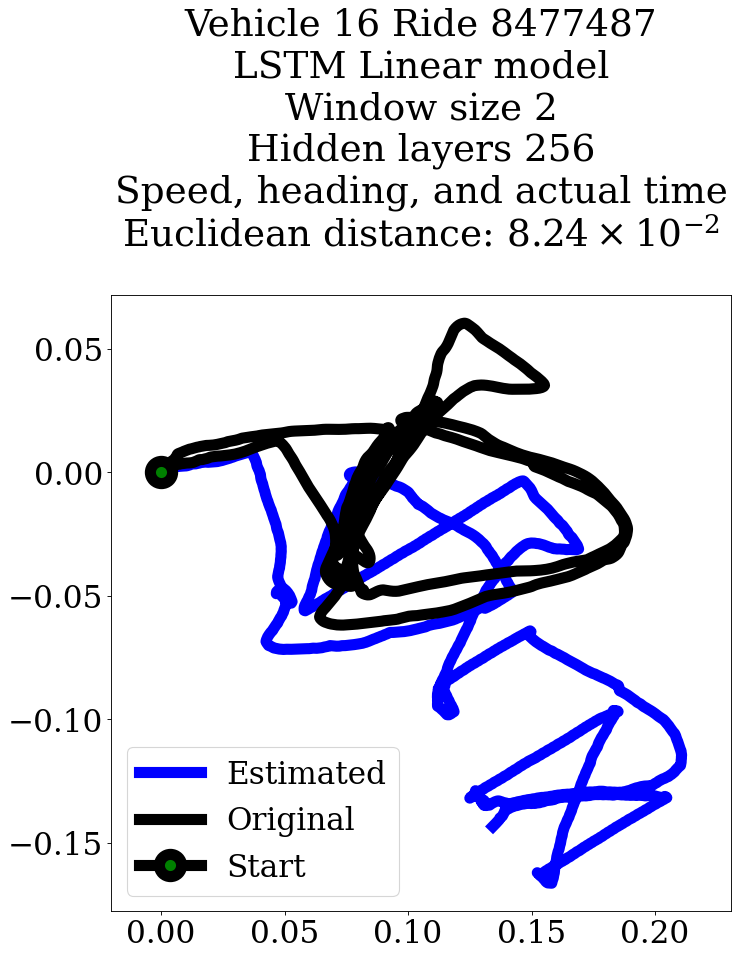 Vehicle 16 Ride 8477487
LSTM Linear model
Window size 2
Hidden layers 256
Speed, heading, and actual time
Euclidean distance: 8.24 × 10⁻²
0.05
0.00
−0.05
−0.10
−0.15
Estimated
Original
Start
0.00 0.05 0.10 0.15 0.20